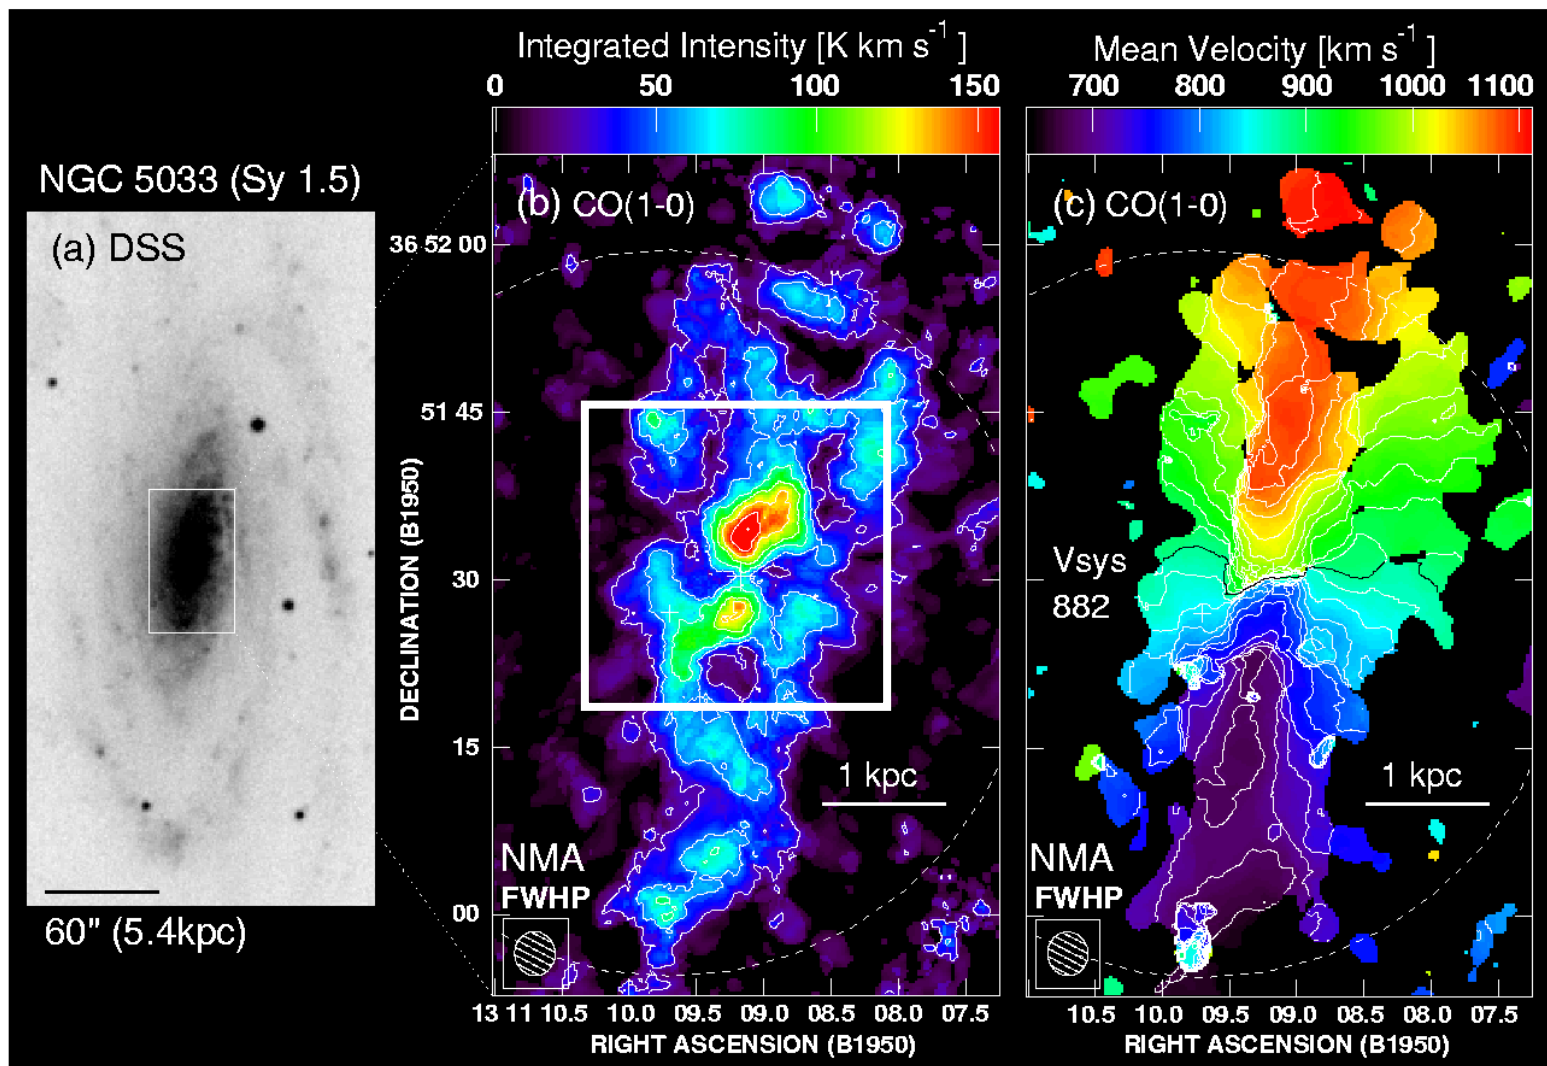 NGC 5033 (Sy 1.5)
(a) DSS
60" (5.4kpc)
Integrated Intensity [K km s⁻¹]
0 50 100 150
(b) CO(1-0)
36 52 00
51 45
30
15
00
DECLINATION (B1950)
1 kpc
NMA
FWHP
13 11 10.5 10.0 09.5 09.0 08.5 08.0 07.5
RIGHT ASCENSION (B1950)
Mean Velocity [km s⁻¹]
700 800 900 1000 1100
(c) CO(1-0)
Vsys
882
1 kpc
NMA
FWHP
10.5 10.0 09.5 09.0 08.5 08.0 07.5
RIGHT ASCENSION (B1950)